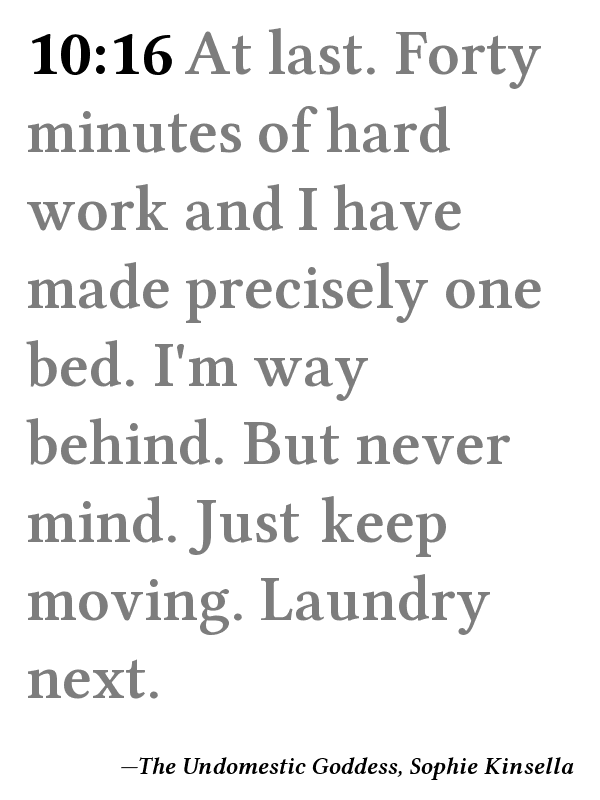 10:16 At last. Forty
minutes of hard
work and I have
made precisely one
bed. I'm way
behind. But never
mind. Just keep
moving. Laundry
next.
—The Undomestic Goddess, Sophie Kinsella